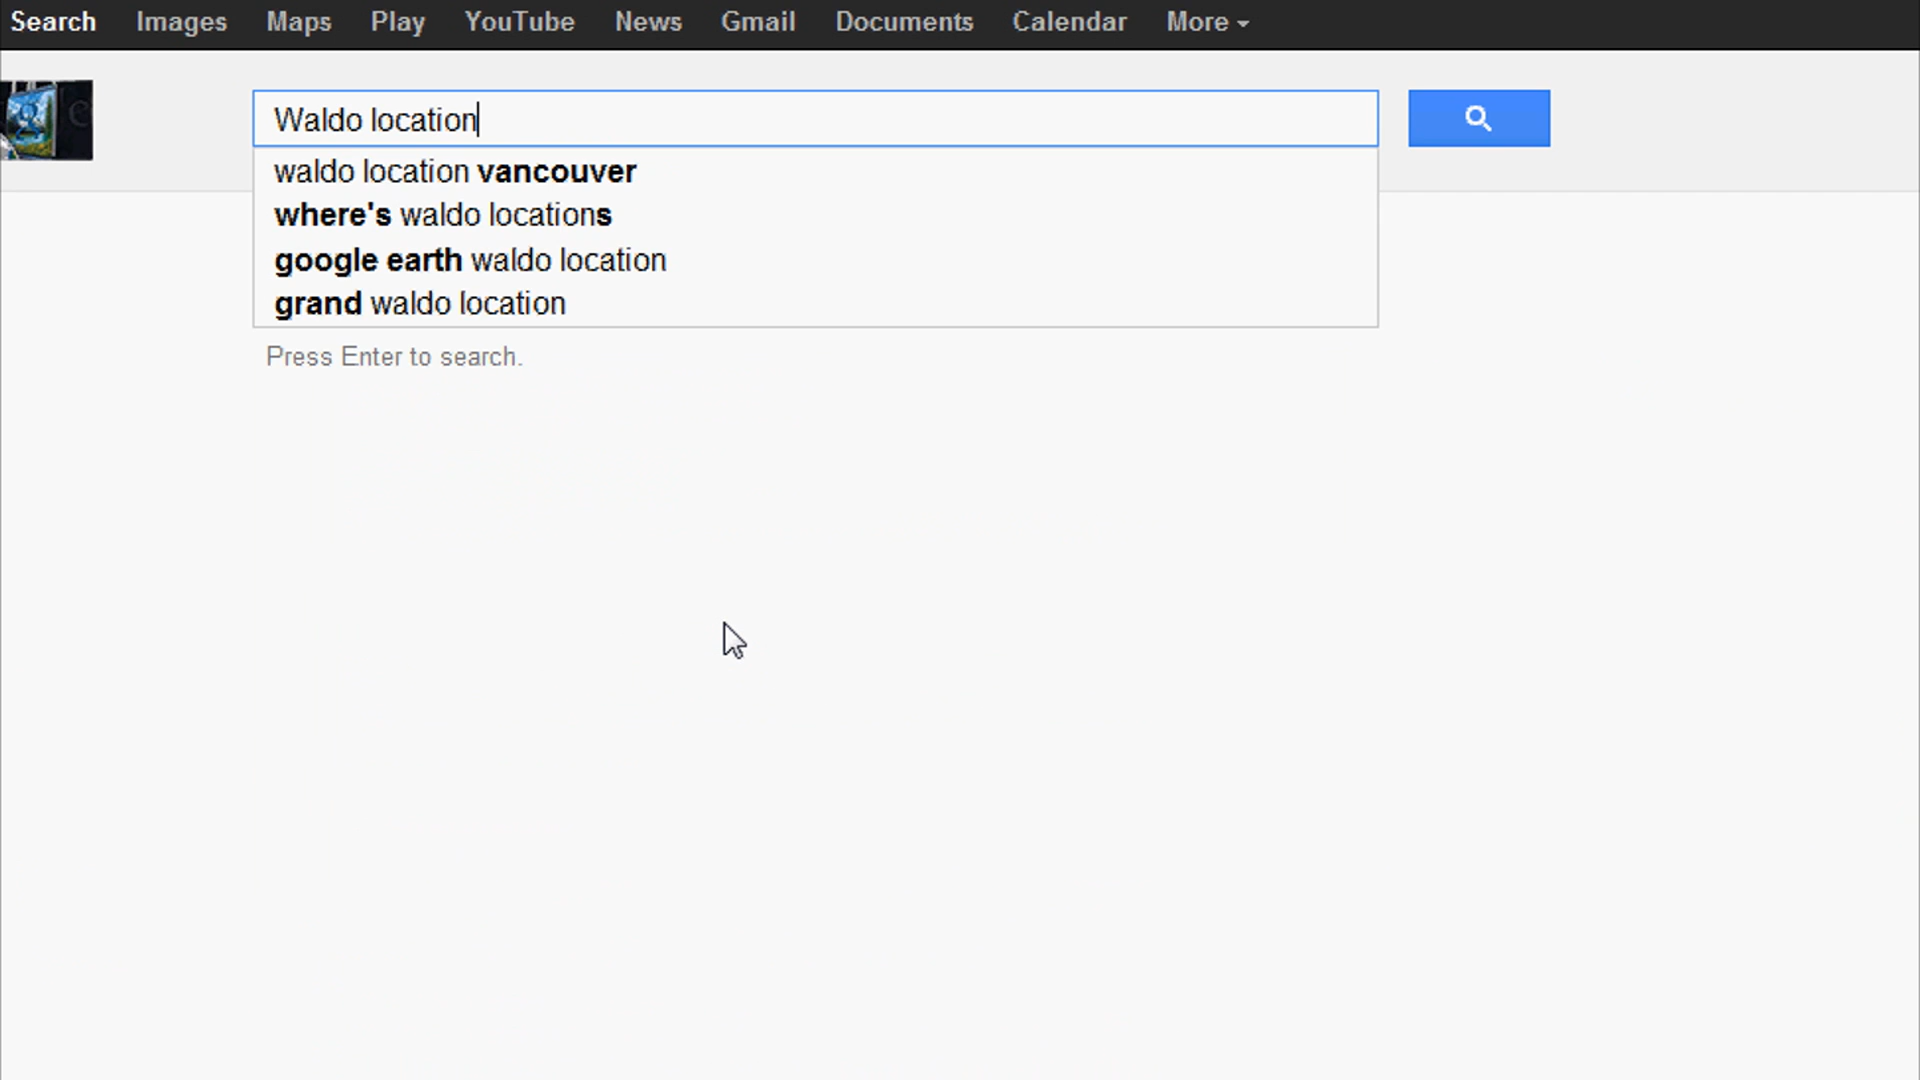 Search Images Maps Play YouTube News Gmail Documents Calendar More
Waldo location
waldo location vancouver
where's waldo locations
google earth waldo location
grand waldo location
Press Enter to search.